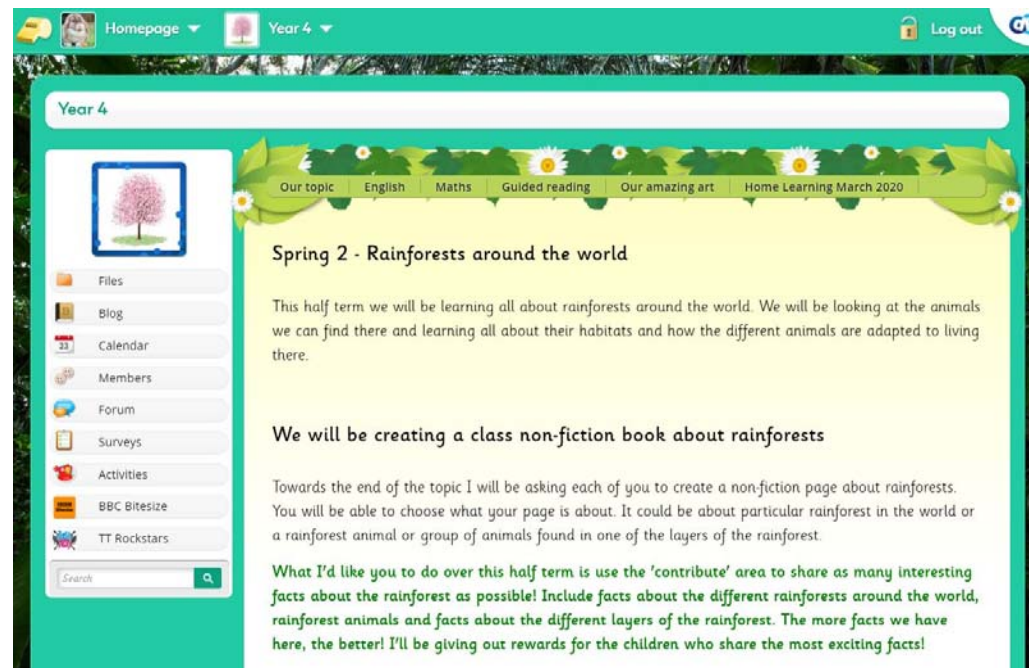 Homepage
Year 4
Log out
Year 4
Our topic
English
Maths
Guided reading
Our amazing art
Home Learning March 2020
Files
Blog
23
Calendar
Members
Forum
Surveys
Activities
BBC Bitesize
TT Rockstars
Search
Spring 2 - Rainforests around the world
This half term we will be learning all about rainforests around the world. We will be looking at the animals
we can find there and learning all about their habitats and how the different animals are adapted to living
there.
We will be creating a class non-fiction book about rainforests
Towards the end of the topic I will be asking each of you to create a non-fiction page about rainforests.
You will be able to choose what your page is about. It could be about particular rainforest in the world or
a rainforest animal or group of animals found in one of the layers of the rainforest.
What I'd like you to do over this half term is use the 'contribute' area to share as many interesting
facts about the rainforest as possible! Include facts about the different rainforests around the world,
rainforest animals and facts about the different layers of the rainforest. The more facts we have
here, the better! I'll be giving out rewards for the children who share the most exciting facts!